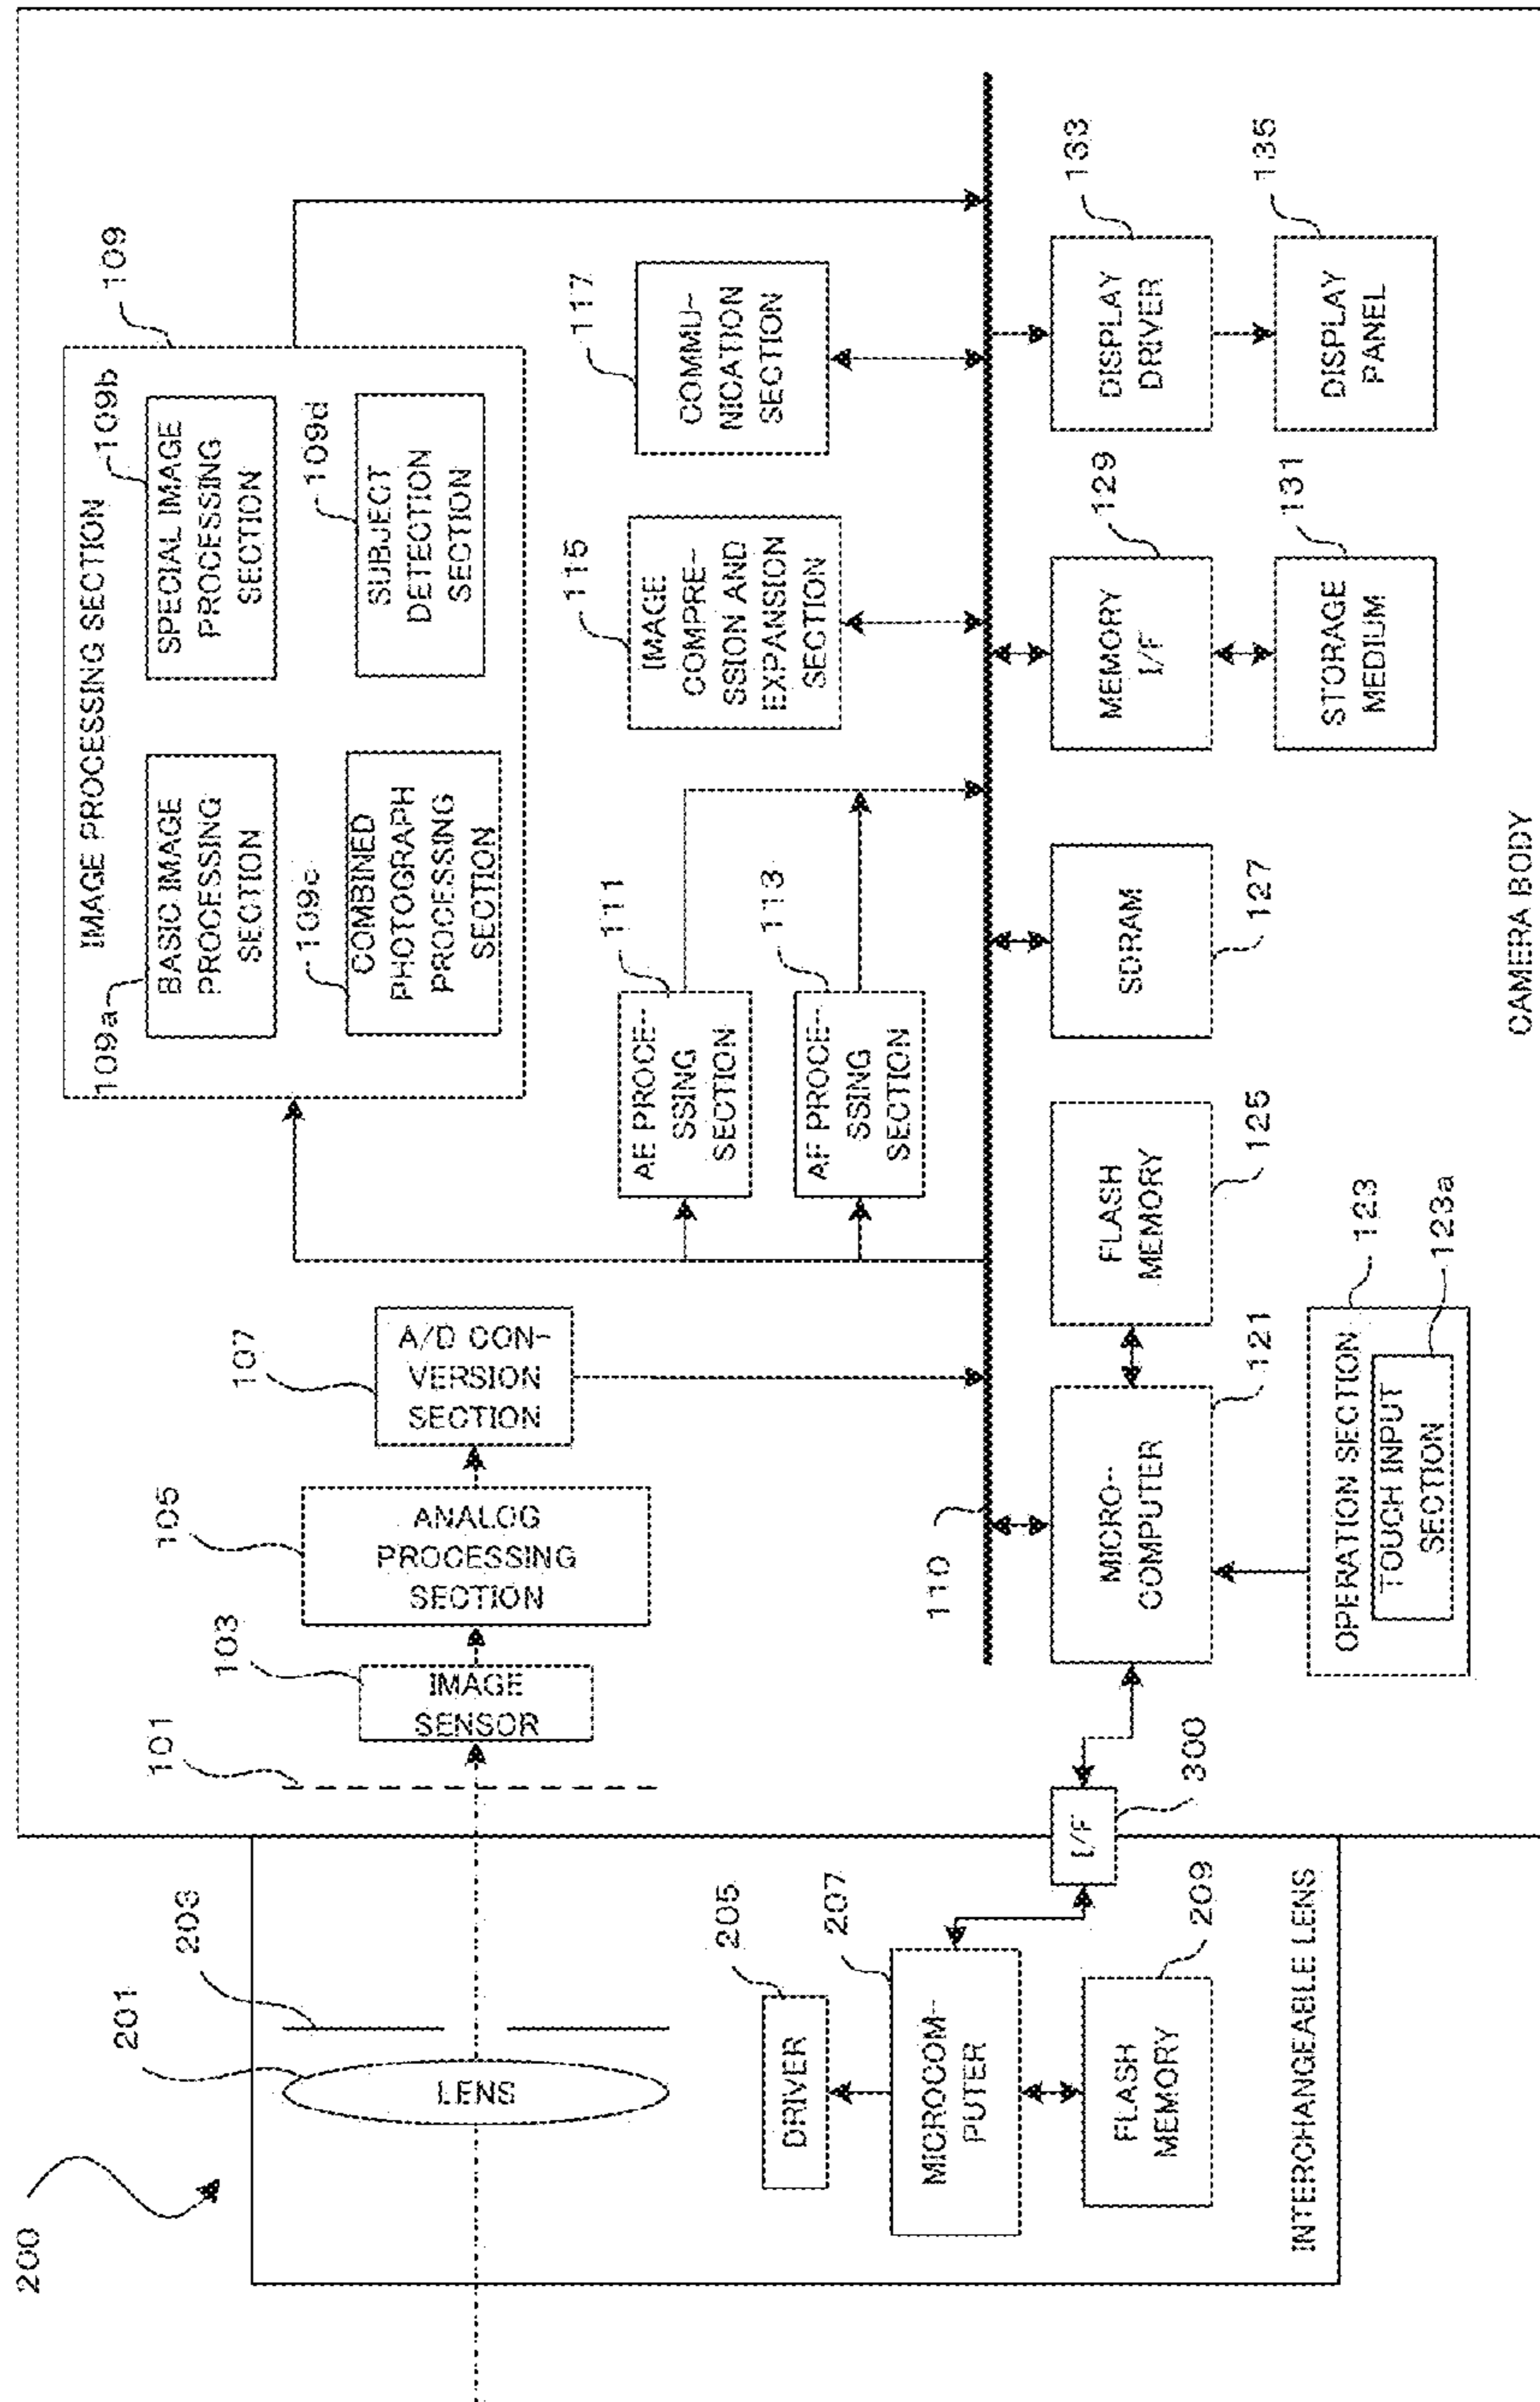 200
INTERCHANGEABLE LENS
201
LENS
203
DRIVER
205
MICROCOM-
PUTER
207
FLASH
MEMORY
209
I/F
300
CAMERA BODY
101
IMAGE
SENSOR
103
ANALOG
PROCESSING
SECTION
105
A/D CON-
VERSION
SECTION
107
IMAGE PROCESSING SECTION
109
BASIC IMAGE
PROCESSING
SECTION
109a
SPECIAL IMAGE
PROCESSING
SECTION
109b
COMBINED
PHOTOGRAPH
PROCESSING
SECTION
109c
SUBJECT
DETECTION
SECTION
109d
AE PROCE-
SSING
SECTION
111
AF PROCE-
SSING
SECTION
113
IMAGE
COMPRE-
SSION AND
EXPANSION
SECTION
115
COMMU-
NICATION
SECTION
117
110
MICRO-
COMPUTER
121
OPERATION SECTION
123
TOUCH INPUT
SECTION
123a
FLASH
MEMORY
125
SDRAM
127
MEMORY
I/F
129
STORAGE
MEDIUM
131
DISPLAY
DRIVER
133
DISPLAY
PANEL
135